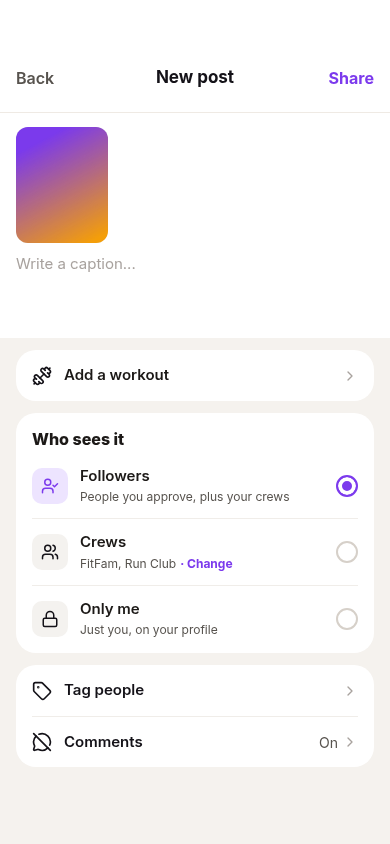 Back
New post
Share
Write a caption...
Add a workout
Who sees it
Followers
People you approve, plus your crews
Crews
FitFam, Run Club · Change
Only me
Just you, on your profile
Tag people
Comments
On